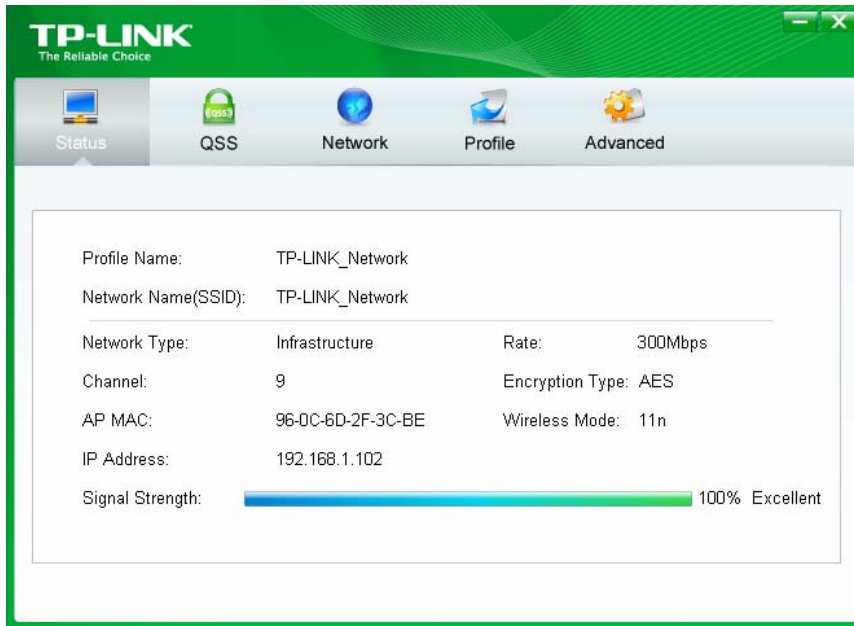 TP-LINK
The Reliable Choice
QSS
Status QSS Network Profile Advanced
Profile Name: TP-LINK_Network
Network Name(SSID): TP-LINK_Network
Network Type: Infrastructure Rate: 300Mbps
Channel: 9 Encryption Type: AES
AP MAC: 96-0C-6D-2F-3C-BE Wireless Mode: 11n
IP Address: 192.168.1.102
Signal Strength: 100% Excellent